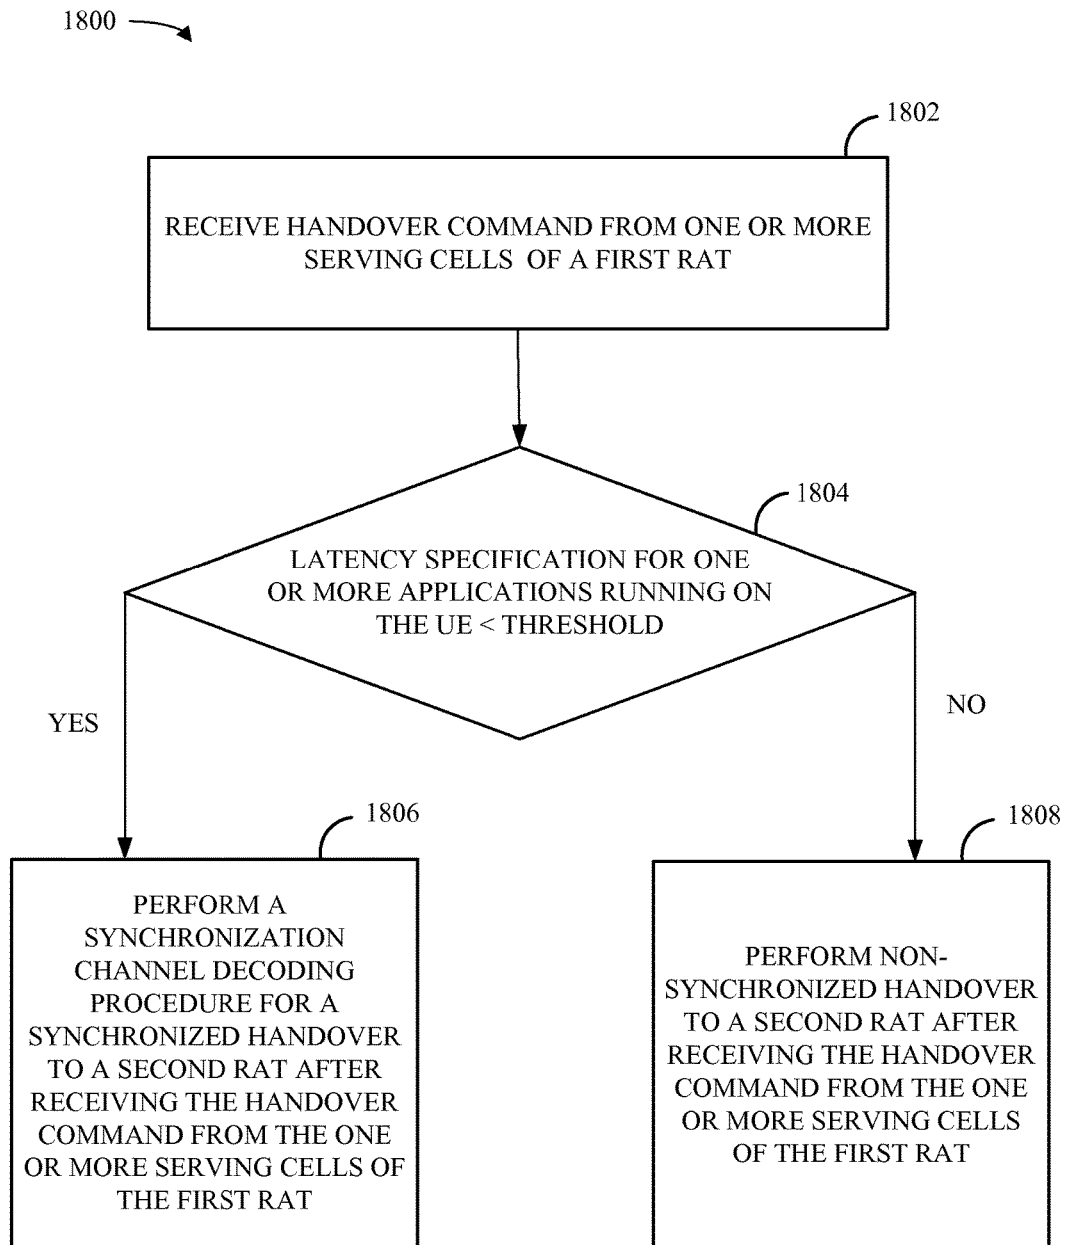 1800
1802
RECEIVE HANDOVER COMMAND FROM ONE OR MORE
SERVING CELLS OF A FIRST RAT
1804
LATENCY SPECIFICATION FOR ONE
OR MORE APPLICATIONS RUNNING ON
THE UE < THRESHOLD
YES
NO
1806
PERFORM A
SYNCHRONIZATION
CHANNEL DECODING
PROCEDURE FOR A
SYNCHRONIZED HANDOVER
TO A SECOND RAT AFTER
RECEIVING THE HANDOVER
COMMAND FROM THE ONE
OR MORE SERVING CELLS OF
THE FIRST RAT
1808
PERFORM NON-
SYNCHRONIZED HANDOVER
TO A SECOND RAT AFTER
RECEIVING THE HANDOVER
COMMAND FROM THE ONE
OR MORE SERVING CELLS
OF THE FIRST RAT